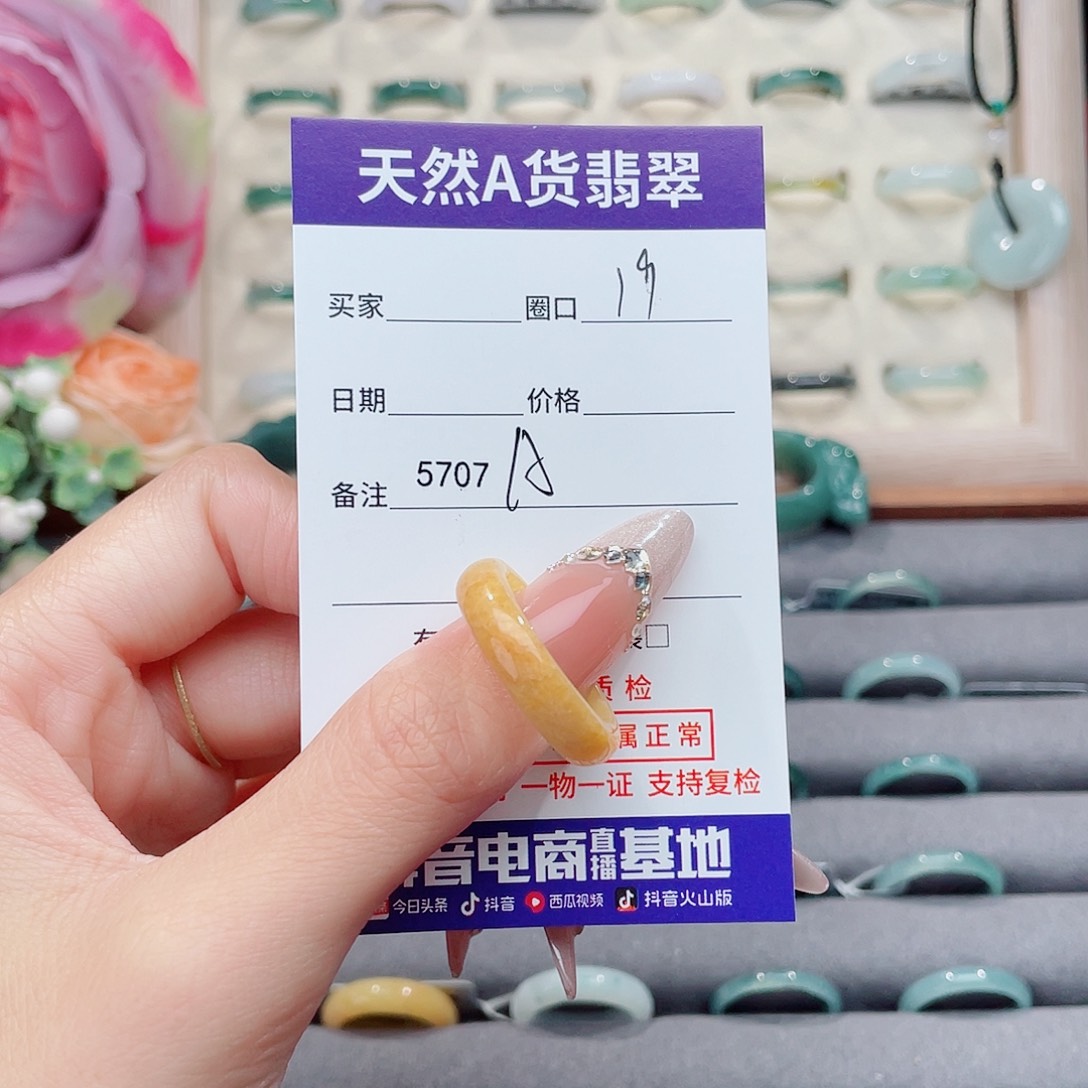 天然A货翡翠
买家 圈口 19
日期 价格
备注 5707 A
质检
属正常
一物一证 支持复检
音电商直播基地
今日头条 抖音 西瓜视频 抖音火山版